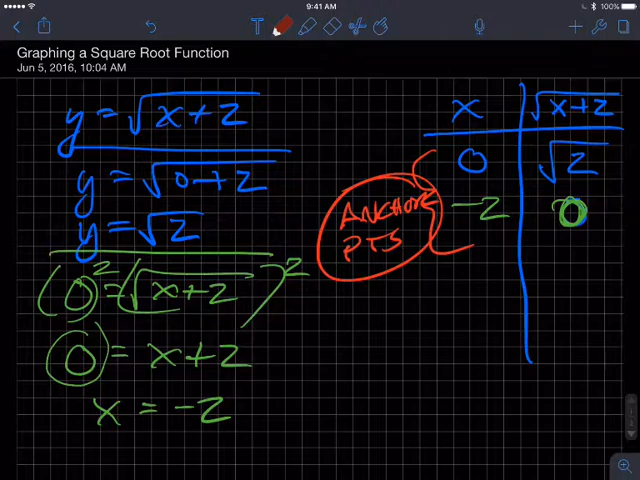 9:41 AM
100%
Graphing a Square Root Function
Jun 5, 2016, 10:04 AM
y = √x+2
y = √0+2
y = √2
(0)² = (√x+2)²
0 = x+2
x = -2
ANCHOR
PTS
x √x+2
0 √2
-2 0